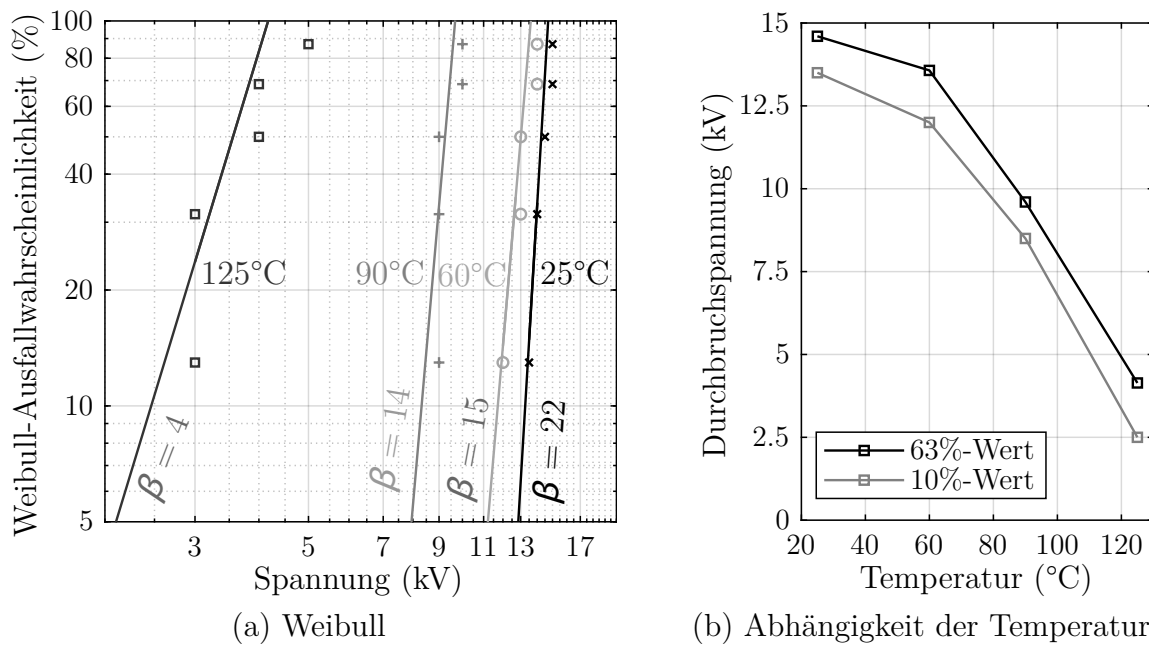 Weibull-Ausfallwahrscheinlichkeit (%)
100
80
60
40
20
10
5
125°C
90°C
60°C
25°C
β = 4
β = 14
β = 15
β = 22
3
5
7
9
11
13
17
Spannung (kV)
(a) Weibull
Durchbruchspannung (kV)
15
12.5
10
7.5
5
2.5
0
63%-Wert
10%-Wert
20
40
60
80
100
120
Temperatur (°C)
(b) Abhängigkeit der Temperatur